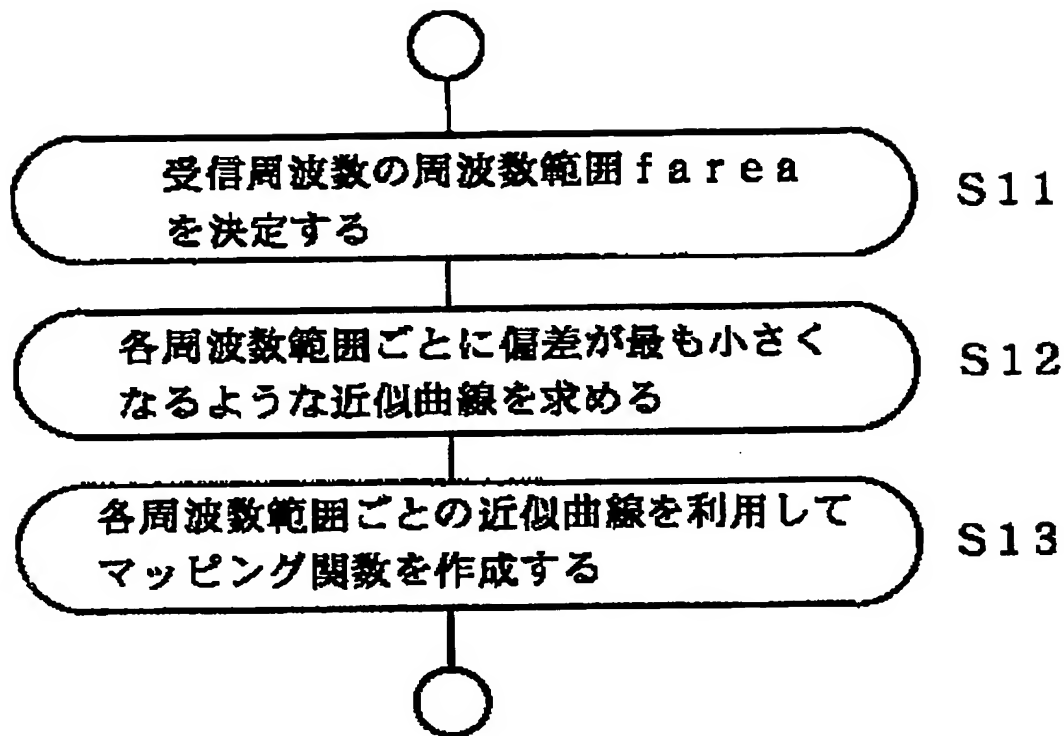 受信周波数の周波数範囲ｆａｒｅａ
を決定する
Ｓ１１
各周波数範囲ごとに偏差が最も小さく
なるような近似曲線を求める
Ｓ１２
各周波数範囲ごとの近似曲線を利用して
マッピング関数を作成する
Ｓ１３